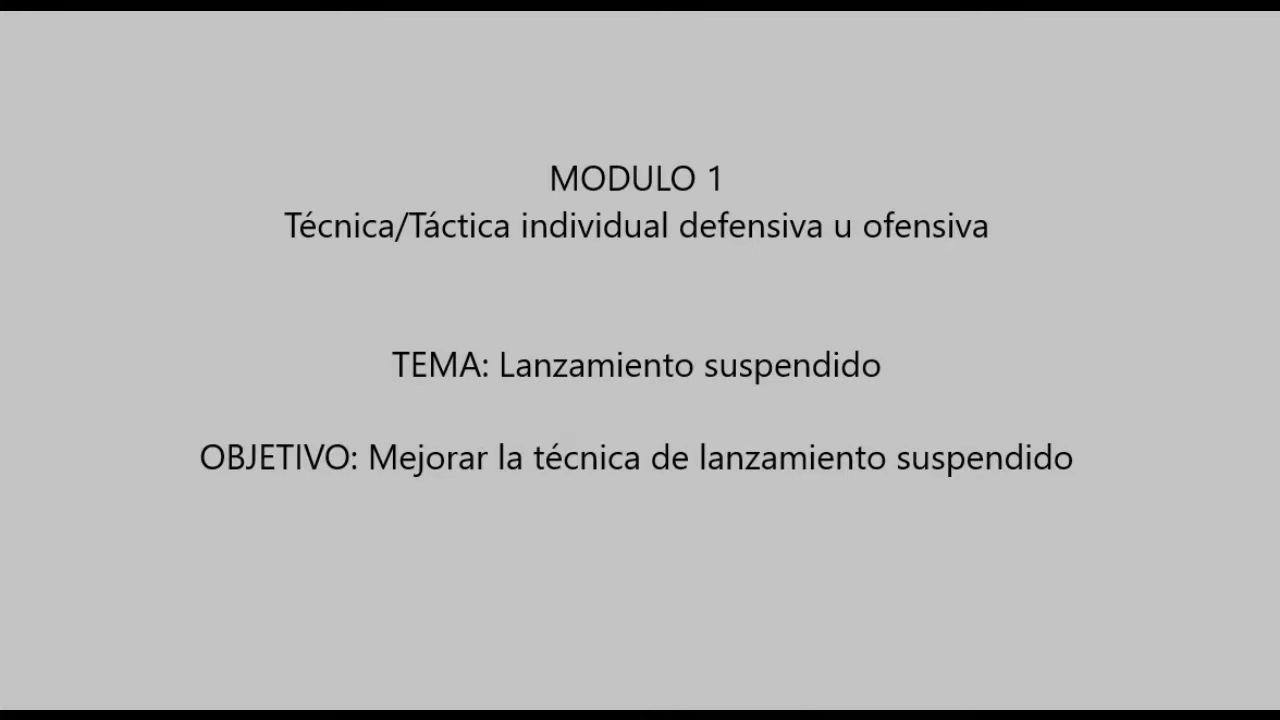 MODULO 1
Técnica/Táctica individual defensiva u ofensiva
TEMA: Lanzamiento suspendido
OBJETIVO: Mejorar la técnica de lanzamiento suspendido